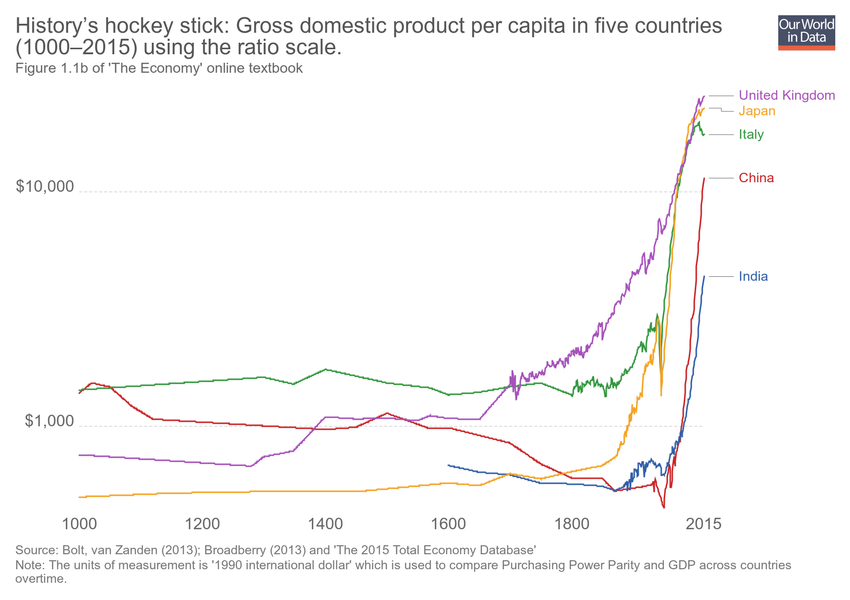 History's hockey stick: Gross domestic product per capita in five countries
(1000–2015) using the ratio scale.
Figure 1.1b of 'The Economy' online textbook
Our World
in Data
United Kingdom
Japan
Italy
$10,000
China
India
$1,000
1000
1200
1400
1600
1800
2015
Source: Bolt, van Zanden (2013); Broadberry (2013) and 'The 2015 Total Economy Database'
Note: The units of measurement is '1990 international dollar' which is used to compare Purchasing Power Parity and GDP across countries
overtime.